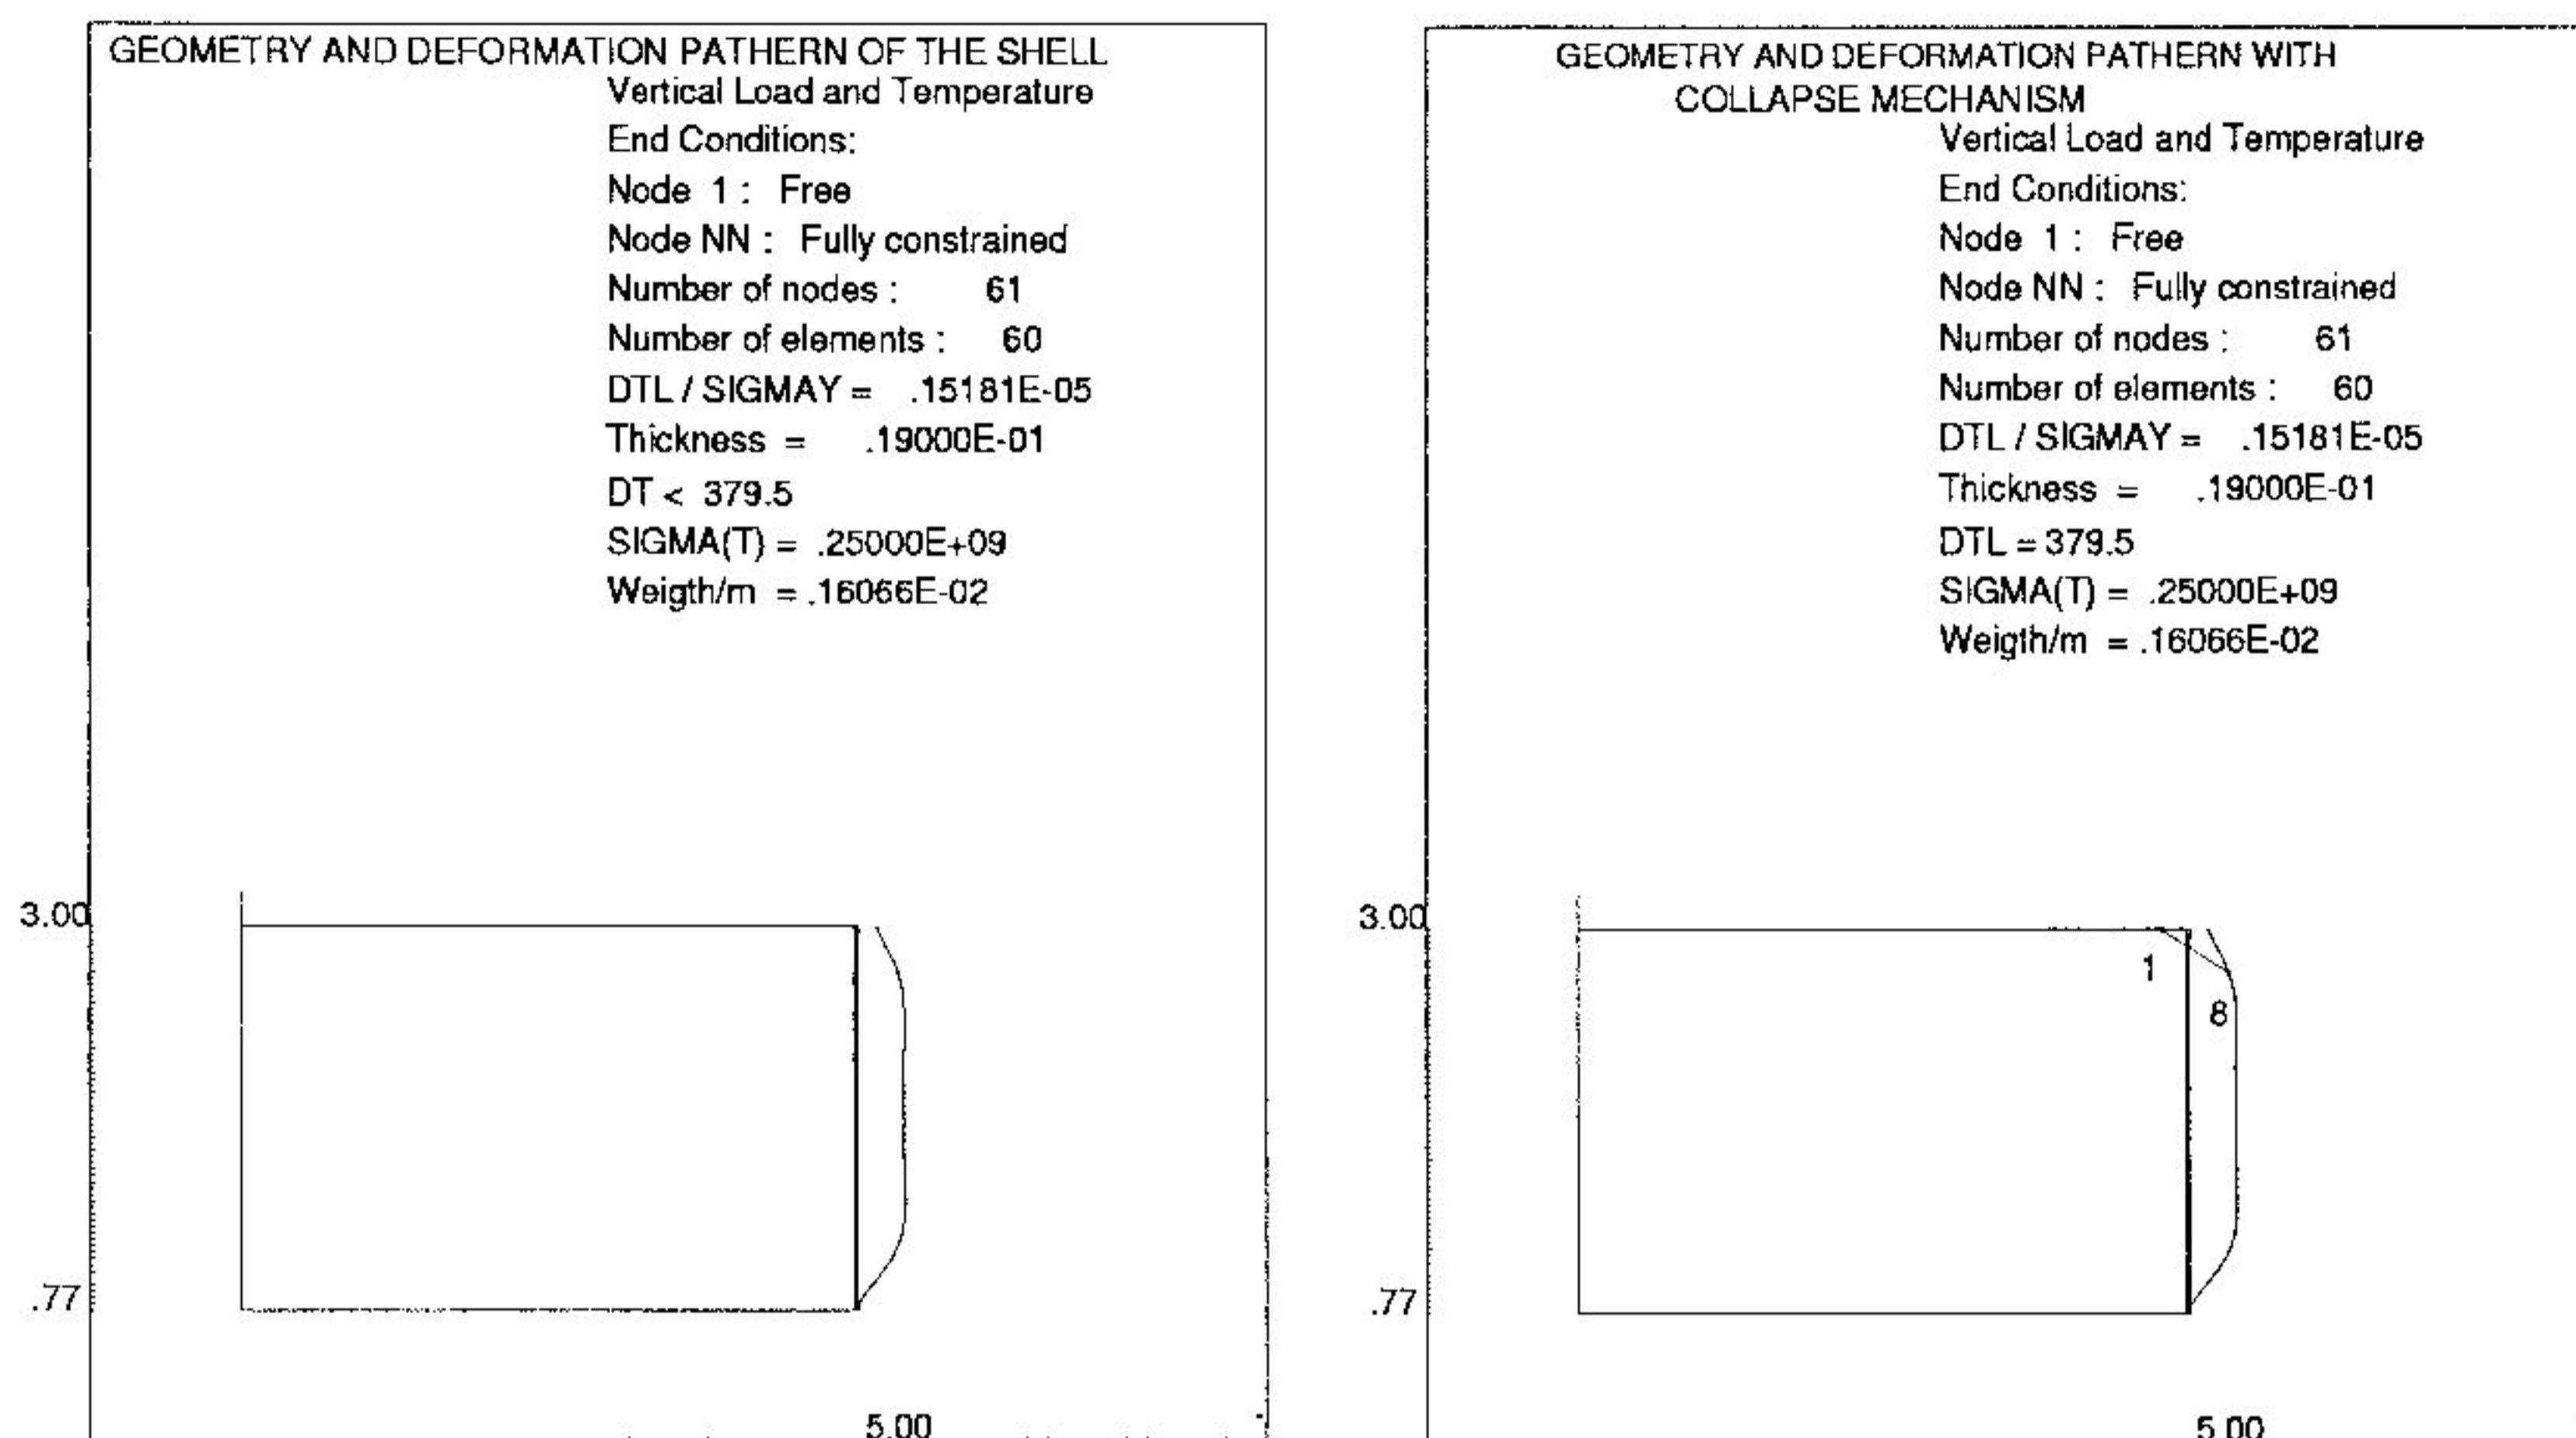 GEOMETRY AND DEFORMATION PATHERN OF THE SHELL
Vertical Load and Temperature
End Conditions:
Node 1 : Free
Node NN : Fully constrained
Number of nodes : 61
Number of elements : 60
DTL / SIGMAY = .15181E-05
Thickness = .19000E-01
DT < 379.5
SIGMA(T) = .25000E+09
Weigth/m = .16066E-02
3.00
.77
5.00
GEOMETRY AND DEFORMATION PATHERN WITH
COLLAPSE MECHANISM
Vertical Load and Temperature
End Conditions:
Node 1 : Free
Node NN : Fully constrained
Number of nodes : 61
Number of elements : 60
DTL / SIGMAY = .15181E-05
Thickness = .19000E-01
DTL = 379.5
SIGMA(T) = .25000E+09
Weigth/m = .16066E-02
3.00
1
8
.77
5.00